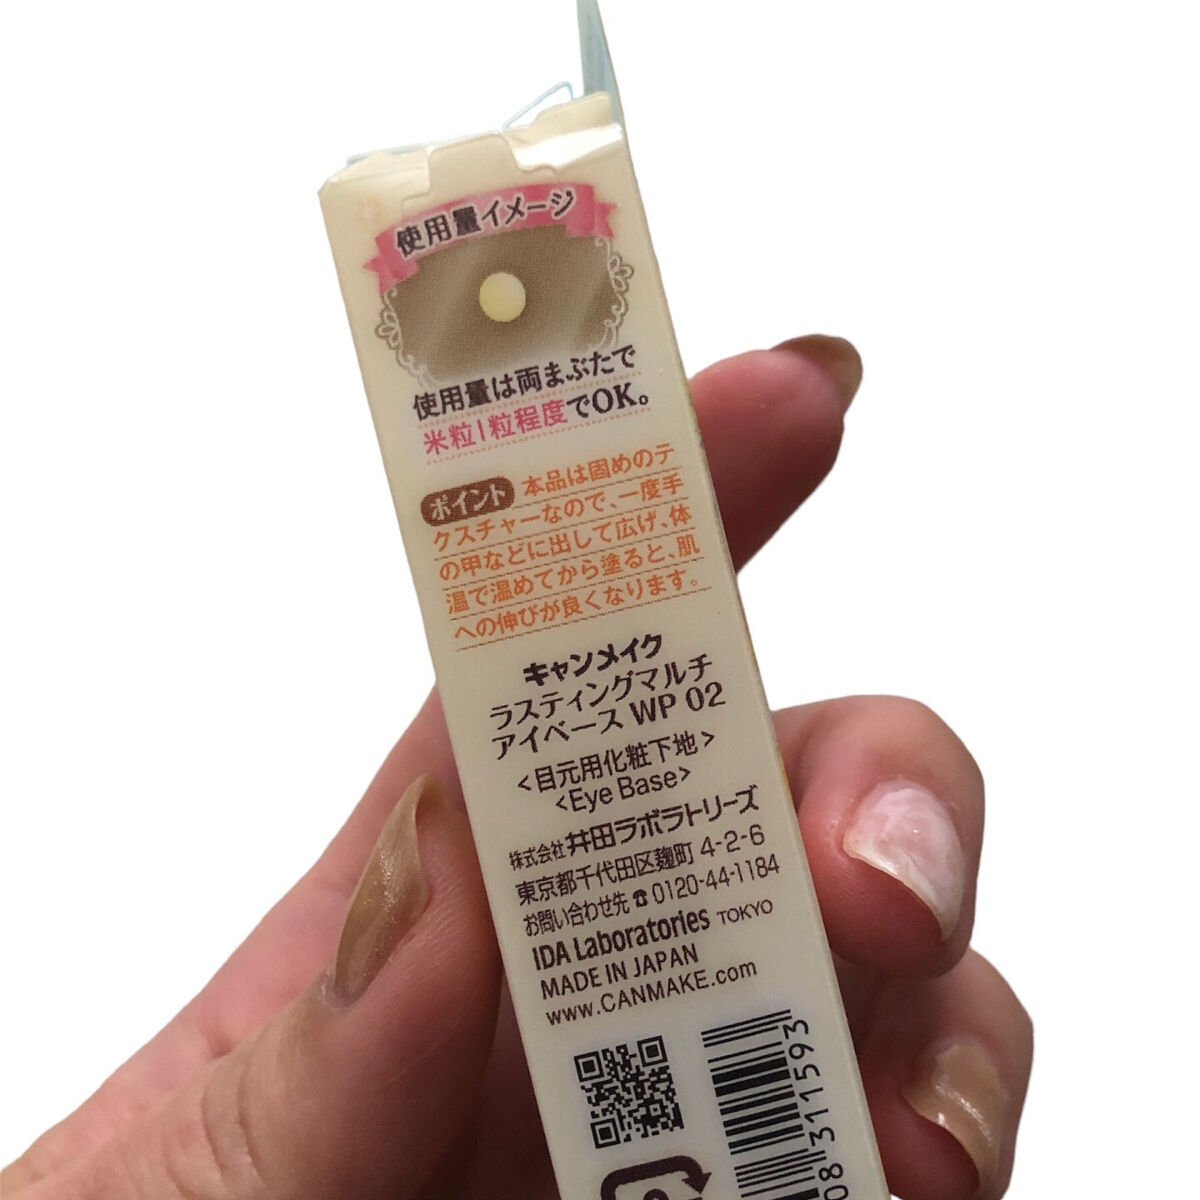 使用量イメージ
使用量は両まぶたで
米粒1粒程度でOK。
ポイント 本品は固めのテ
クスチャーなので、一度手
の甲などに出して広げ、体
温で温めてから塗ると、肌
への伸びが良くなります。
キャンメイク
ラスティングマルチ
アイベース WP 02
<目元用化粧下地>
<Eye Base>
株式会社 井田ラボラトリーズ
東京都千代田区麹町 4-2-6
お問い合わせ先 ☎ 0120-44-1184
IDA Laboratories TOKYO
MADE IN JAPAN
www.CANMAKE.com
08311593